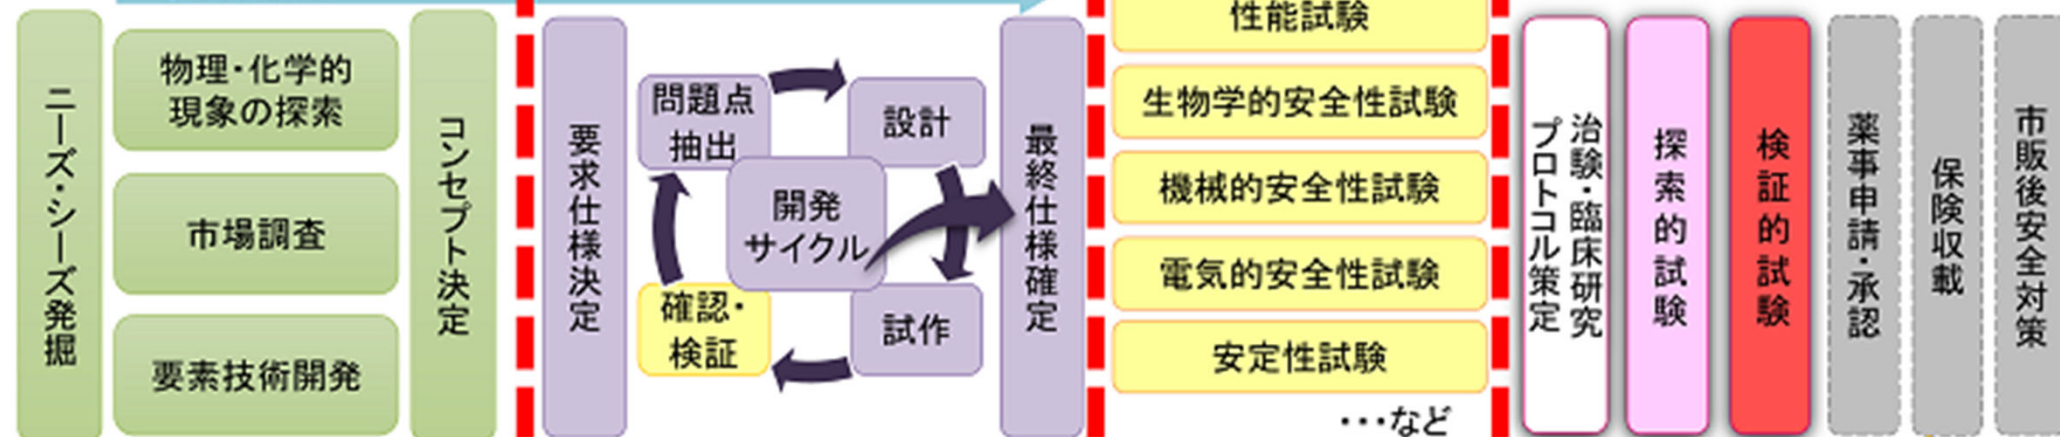 ニーズ・シーズ発掘
物理・化学的
現象の探索
市場調査
要素技術開発
コンセプト決定
要求仕様決定
問題点
抽出
設計
開発
サイクル
確認・
検証
試作
最終仕様確定
性能試験
生物学的安全性試験
機械的安全性試験
電気的安全性試験
安定性試験
・・・など
治験・臨床研究
プロトコル策定
探索的試験
検証的試験
薬事申請・承認
保険収載
市販後安全対策